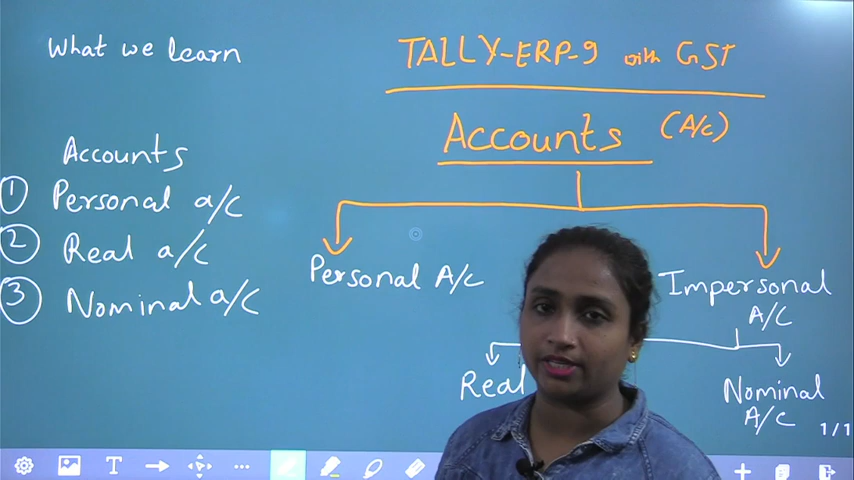 What we learn
Accounts
1 Personal a/c
2 Real a/c
3 Nominal a/c
TALLY-ERP-9 with GST
Accounts (A/c)
Personal A/c
Impersonal
A/c
Real
Nominal
A/c
1/1
T